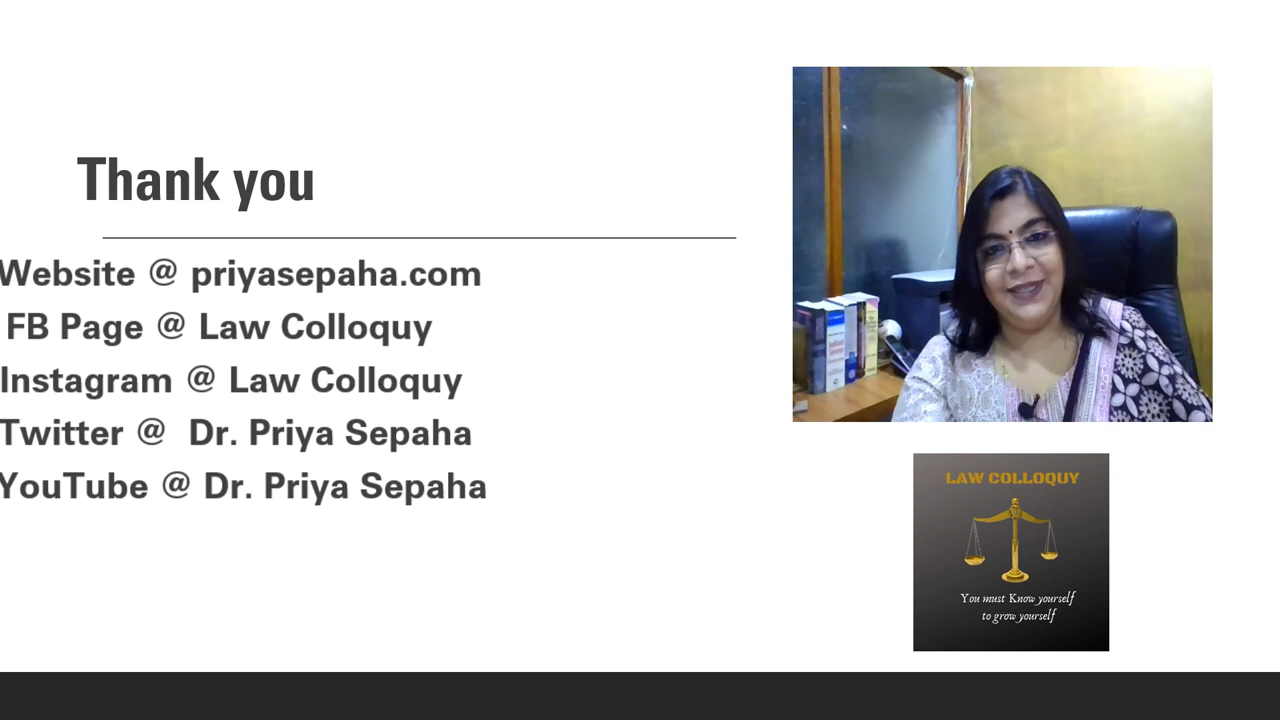 Thank you
Website @ priyasepaha.com
FB Page @ Law Colloquy
Instagram @ Law Colloquy
Twitter @ Dr. Priya Sepaha
YouTube @ Dr. Priya Sepaha
LAW COLLOQUY
You must Know yourself
to grow yourself